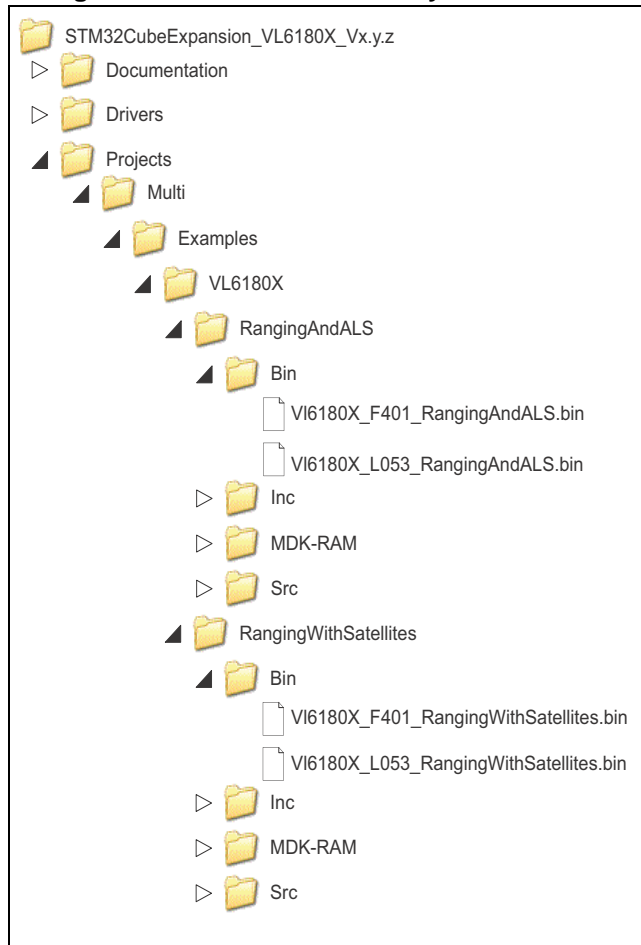 STM32CubeExpansion_VL6180X_Vx.y.z
Documentation
Drivers
Projects
Multi
Examples
VL6180X
RangingAndALS
Bin
Vl6180X_F401_RangingAndALS.bin
Vl6180X_L053_RangingAndALS.bin
Inc
MDK-RAM
Src
RangingWithSatellites
Bin
Vl6180X_F401_RangingWithSatellites.bin
Vl6180X_L053_RangingWithSatellites.bin
Inc
MDK-RAM
Src